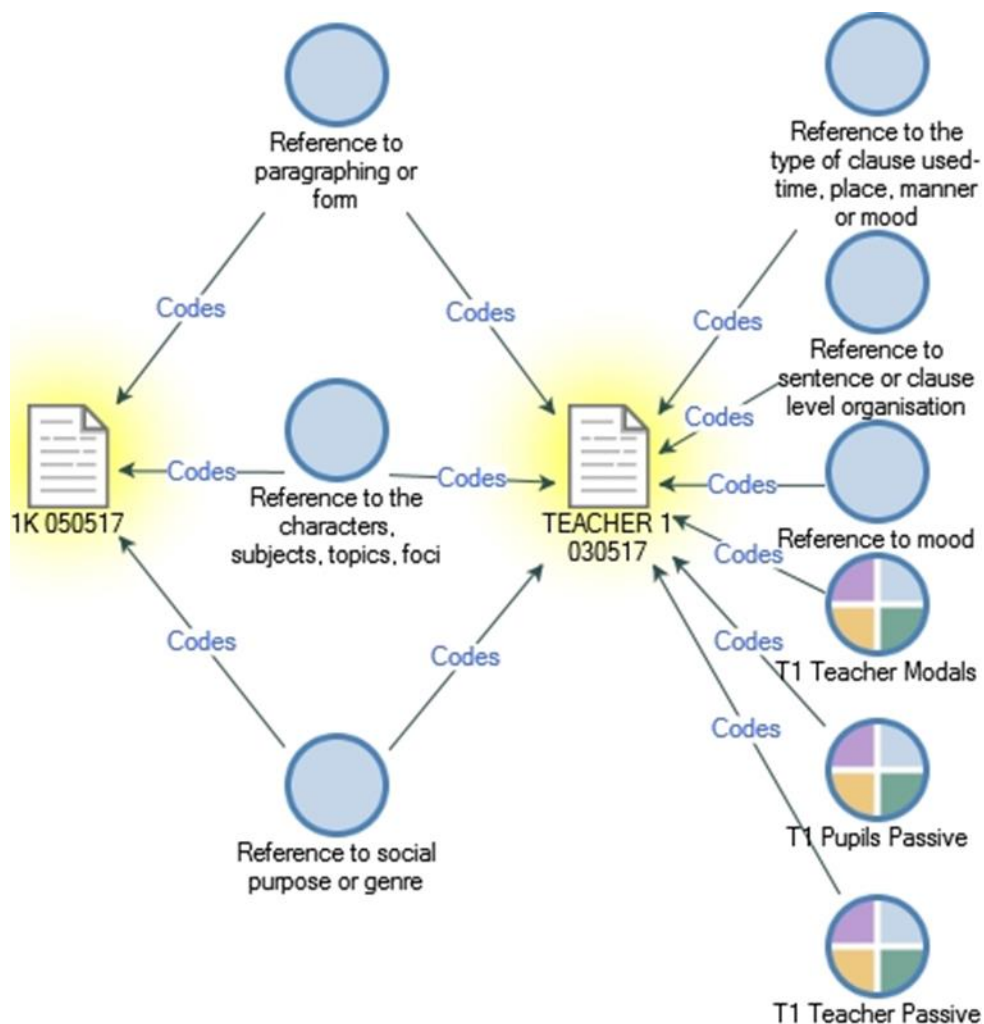 Reference to
paragraphing or
form
Reference to the
type of clause used-
time, place, manner
or mood
Codes
Codes
Codes
Reference to
sentence or clause
level organisation
Codes
Codes
Codes
Codes
Reference to the
characters,
subjects, topics, foci
1K 050517
TEACHER 1
030517
Reference to mood
Codes
T1 Teacher Modals
Codes
Codes
Codes
Codes
T1 Pupils Passive
Reference to social
purpose or genre
T1 Teacher Passive